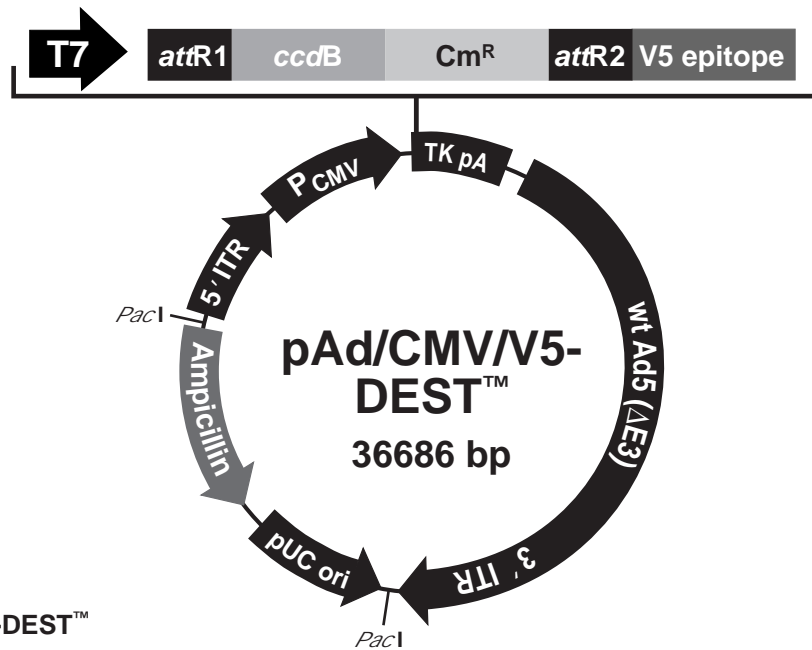 T7 attR1 ccdB CmR attR2 V5 epitope
TK pA
PCMV
5´ ITR
PacI
Ampicillin
pUC ori
PacI
3´ ITR
wt Ad5 (ΔE3)
pAd/CMV/V5-
DEST™
36686 bp
-DEST™